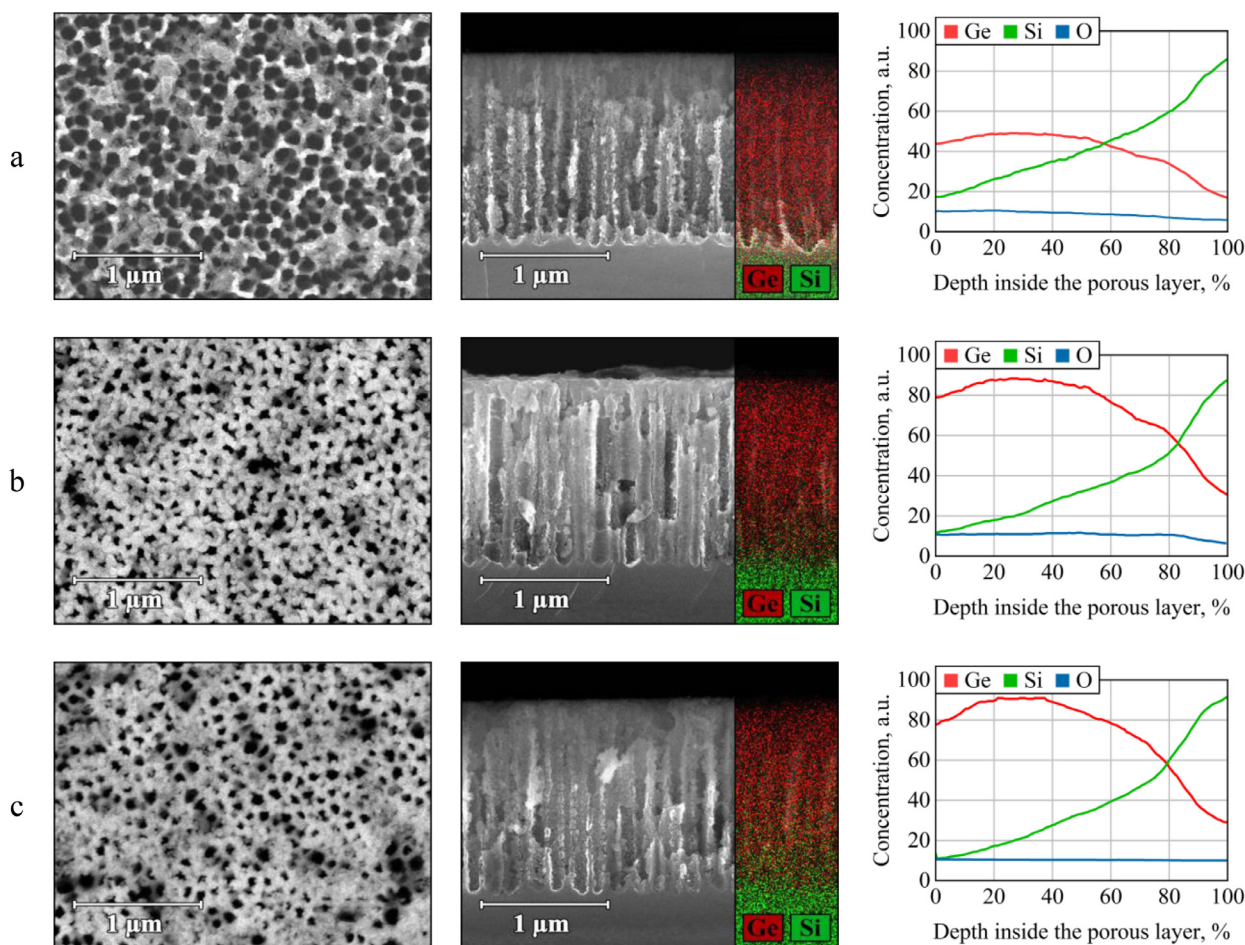 a
1 µm
1 µm
Ge Si
Ge Si O
Concentration, a.u.
100
80
60
40
20
0
0 20 40 60 80 100
Depth inside the porous layer, %
b
1 µm
1 µm
Ge Si
Ge Si O
Concentration, a.u.
100
80
60
40
20
0
0 20 40 60 80 100
Depth inside the porous layer, %
c
1 µm
1 µm
Ge Si
Ge Si O
Concentration, a.u.
100
80
60
40
20
0
0 20 40 60 80 100
Depth inside the porous layer, %